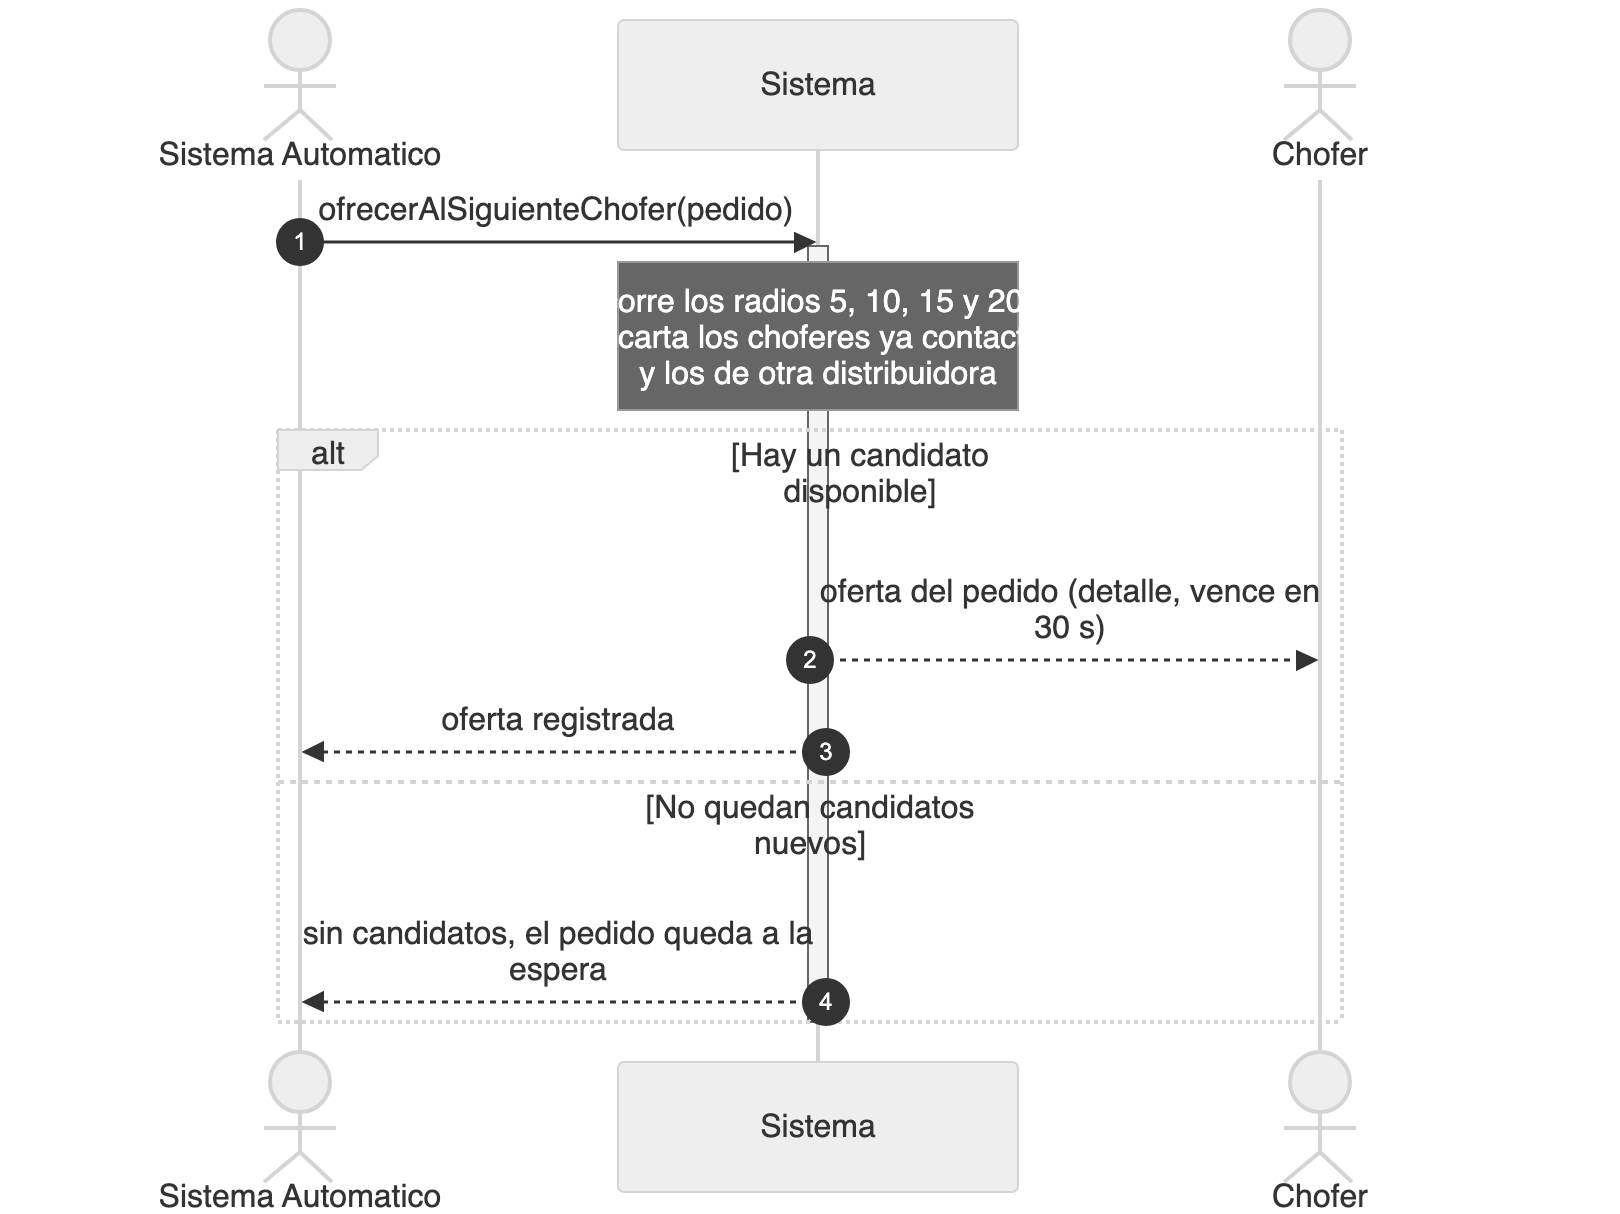 Sistema
Sistema Automatico
Chofer
ofrecerAlSiguienteChofer(pedido)
1
orre los radios 5, 10, 15 y 20
carta los choferes ya contac
y los de otra distribuidora
alt
[Hay un candidato
disponible]
oferta del pedido (detalle, vence en
30 s)
2
oferta registrada
3
[No quedan candidatos
nuevos]
sin candidatos, el pedido queda a la
espera
4
Sistema
Sistema Automatico
Chofer